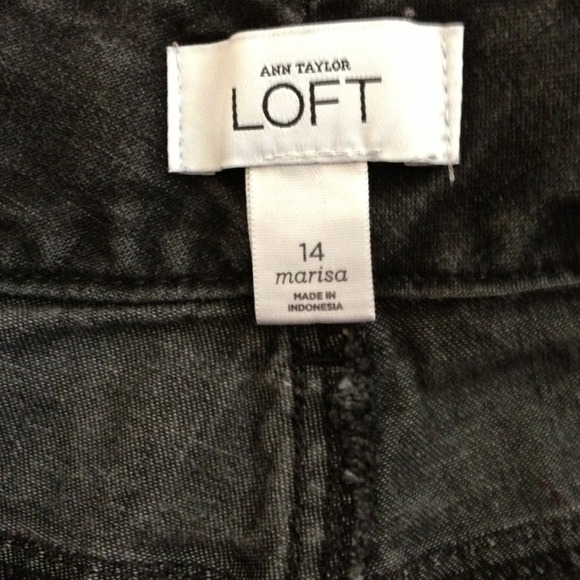 ANN TAYLOR
LOFT
14
marisa
MADE IN
INDONESIA